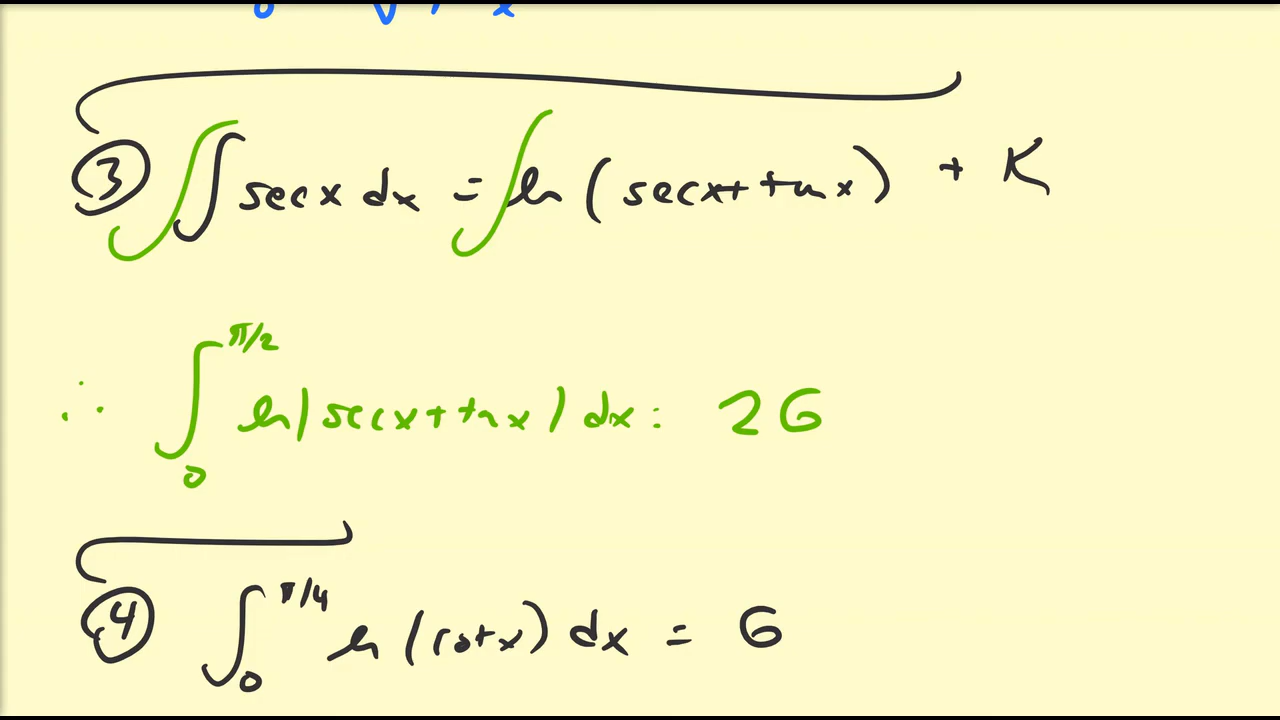 ③ ∫∫ sec x dx = ∫ ln (sec x + tan x) + K
∴ ∫₀^π/2 ln|sec x + tan x| dx = 2G
④ ∫₀^π/4 ln (cot x) dx = G